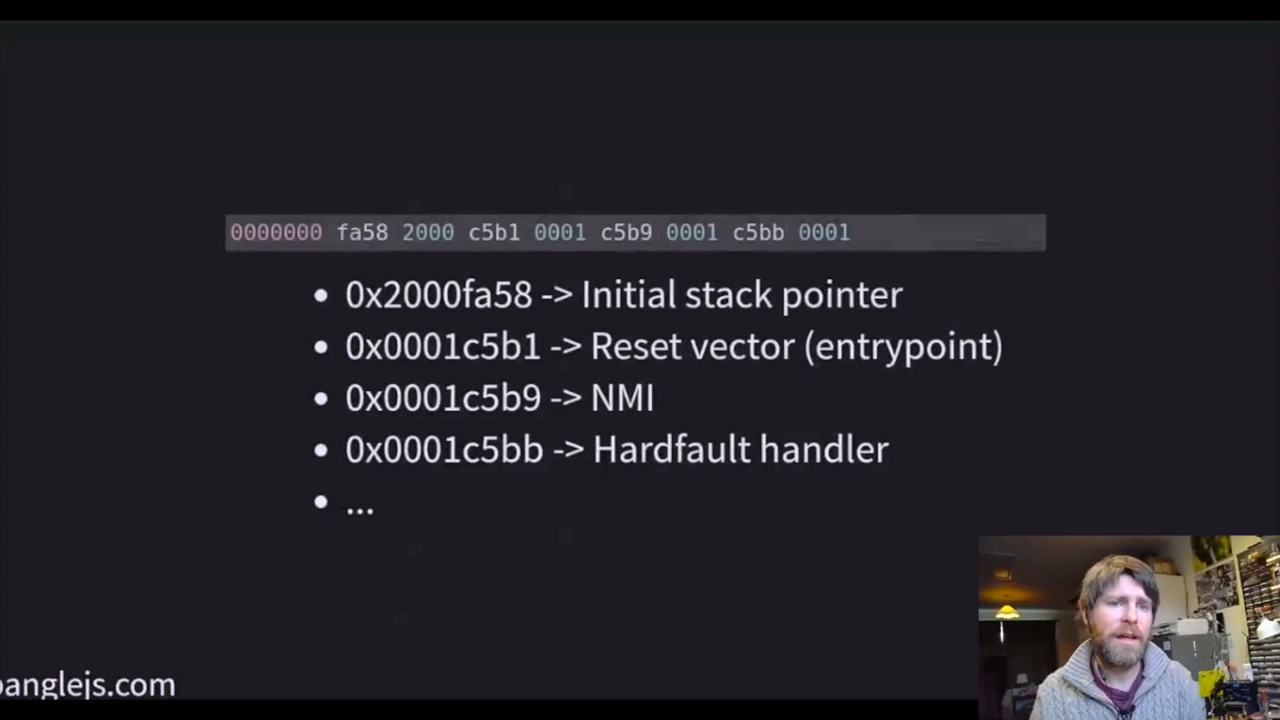 0000000 fa58 2000 c5b1 0001 c5b9 0001 c5bb 0001
• 0x2000fa58 -> Initial stack pointer
• 0x0001c5b1 -> Reset vector (entrypoint)
• 0x0001c5b9 -> NMI
• 0x0001c5bb -> Hardfault handler
• ...
banglejs.com